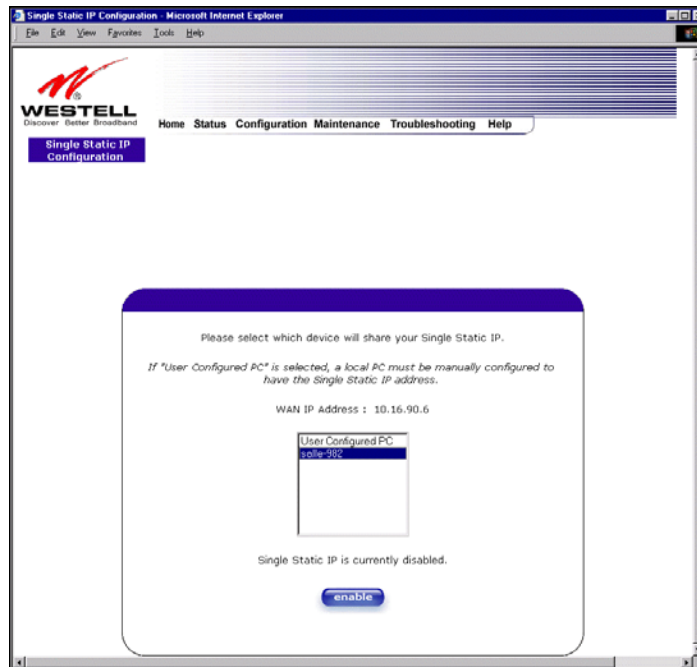 Single Static IP Configuration - Microsoft Internet Explorer
File Edit View Favorites Tools Help
WESTELL
®
Discover Better Broadband
Home Status Configuration Maintenance Troubleshooting Help
Single Static IP
Configuration
Please select which device will share your Single Static IP.
If "User Configured PC" is selected, a local PC must be manually configured to
have the Single Static IP address.
WAN IP Address : 10.16.90.6
User Configured PC
salle-982
Single Static IP is currently disabled.
enable